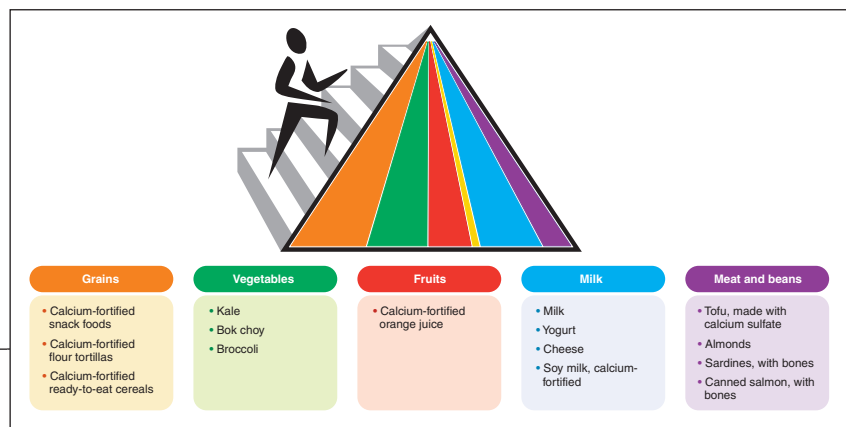 Grains
Vegetables
Fruits
Milk
Meat and beans
• Calcium-fortified
snack foods
• Calcium-fortified
flour tortillas
• Calcium-fortified
ready-to-eat cereals
• Kale
• Bok choy
• Broccoli
• Calcium-fortified
orange juice
• Milk
• Yogurt
• Cheese
• Soy milk, calcium-
fortified
• Tofu, made with
calcium sulfate
• Almonds
• Sardines, with bones
• Canned salmon, with
bones